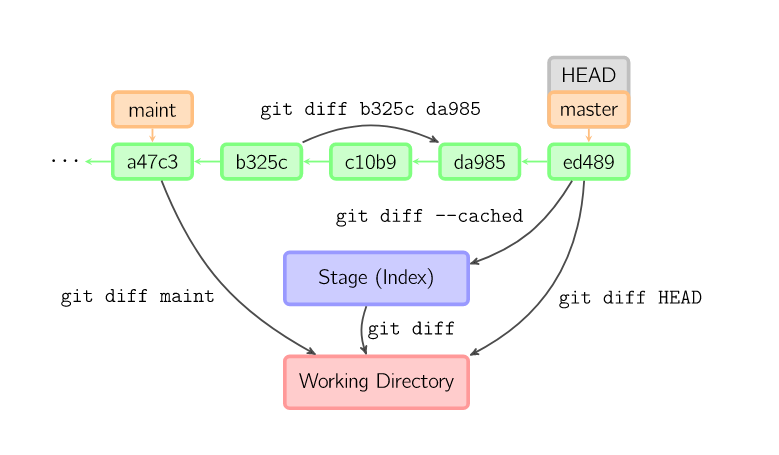 HEAD
maint
git diff b325c da985
master
...
a47c3
b325c
c10b9
da985
ed489
git diff --cached
Stage (Index)
git diff maint
git diff HEAD
git diff
Working Directory